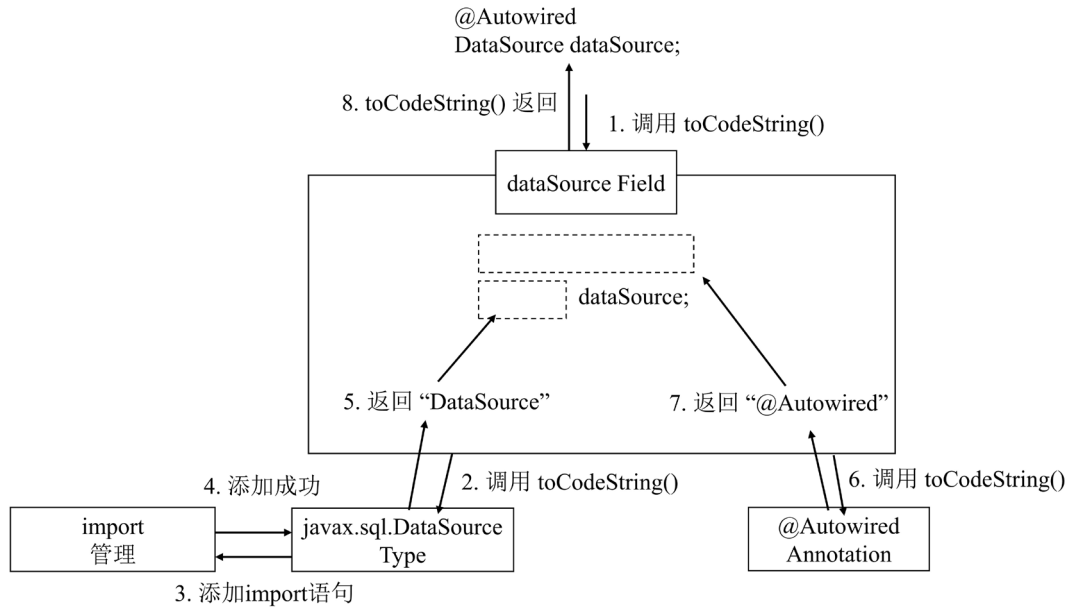 @Autowired
DataSource dataSource;
8. toCodeString() 返回
1. 调用 toCodeString()
dataSource Field
dataSource;
5. 返回 “DataSource”
7. 返回 “@Autowired”
4. 添加成功
2. 调用 toCodeString()
6. 调用 toCodeString()
import
管理
javax.sql.DataSource
Type
@Autowired
Annotation
3. 添加import语句